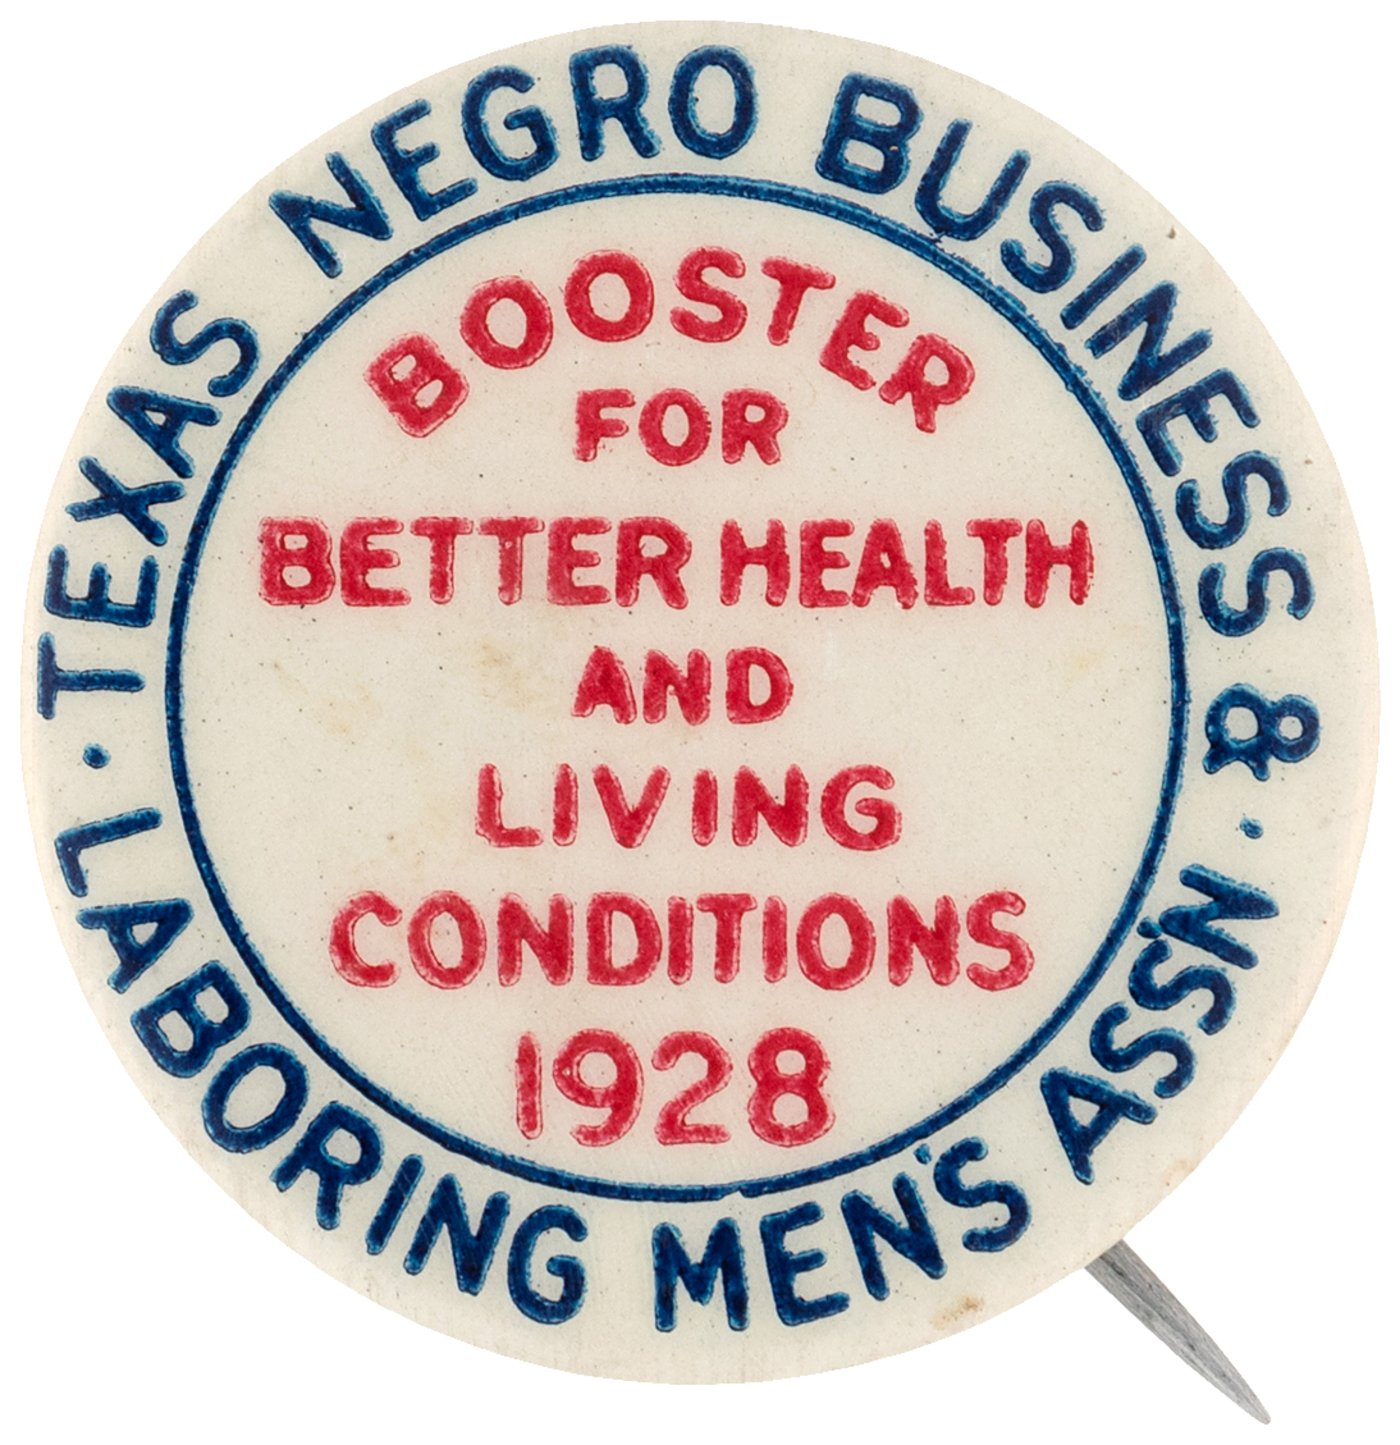 · TEXAS NEGRO BUSINESS & ·
LABORING MEN'S ASS'N
BOOSTER
FOR
BETTER HEALTH
AND
LIVING
CONDITIONS
1928